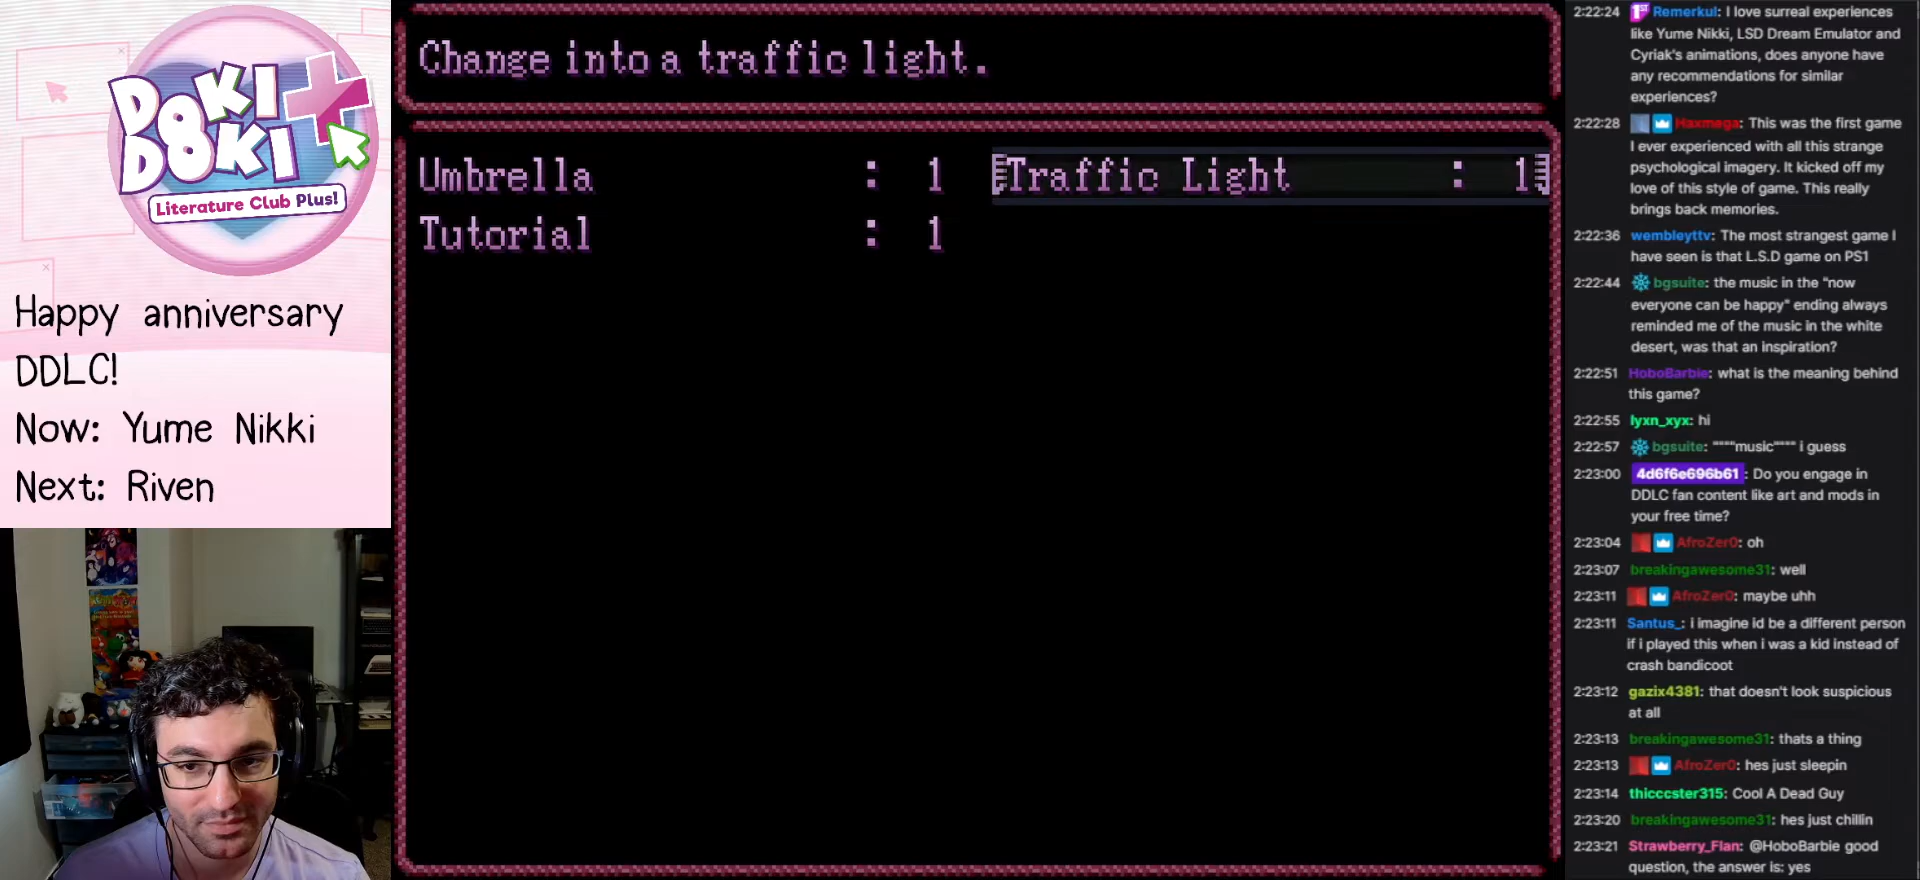 DOKI
DOKI
Literature Club Plus!
Happy anniversary
DDLC!
Now: Yume Nikki
Next: Riven
Change into a traffic light.
Umbrella : 1 Traffic Light : 1
Tutorial : 1
2:22:24 Remerkul: I love surreal experiences
like Yume Nikki, LSD Dream Emulator and
Cyriak's animations, does anyone have
any recommendations for similar
experiences?
2:22:28 Haxmega: This was the first game
I ever experienced with all this strange
psychological imagery. It kicked off my
love of this style of game. This really
brings back memories.
2:22:36 wembleyttv: The most strangest game I
have seen is that L.S.D game on PS1
2:22:44 bgsuite: the music in the "now
everyone can be happy" ending always
reminded me of the music in the white
desert, was that an inspiration?
2:22:51 HoboBarbie: what is the meaning behind
this game?
2:22:55 lyxn_xyx: hi
2:22:57 bgsuite: """"music"""" i guess
2:23:00 4d6f6e696b61: Do you engage in
DDLC fan content like art and mods in
your free time?
2:23:04 AfroZer0: oh
2:23:07 breakingawesome31: well
2:23:11 AfroZer0: maybe uhh
2:23:11 Santus_: i imagine id be a different person
if i played this when i was a kid instead of
crash bandicoot
2:23:12 gazix4381: that doesn't look suspicious
at all
2:23:13 breakingawesome31: thats a thing
2:23:13 AfroZer0: hes just sleepin
2:23:14 thicccster315: Cool A Dead Guy
2:23:20 breakingawesome31: hes just chillin
2:23:21 Strawberry_Flan: @HoboBarbie good
question, the answer is: yes